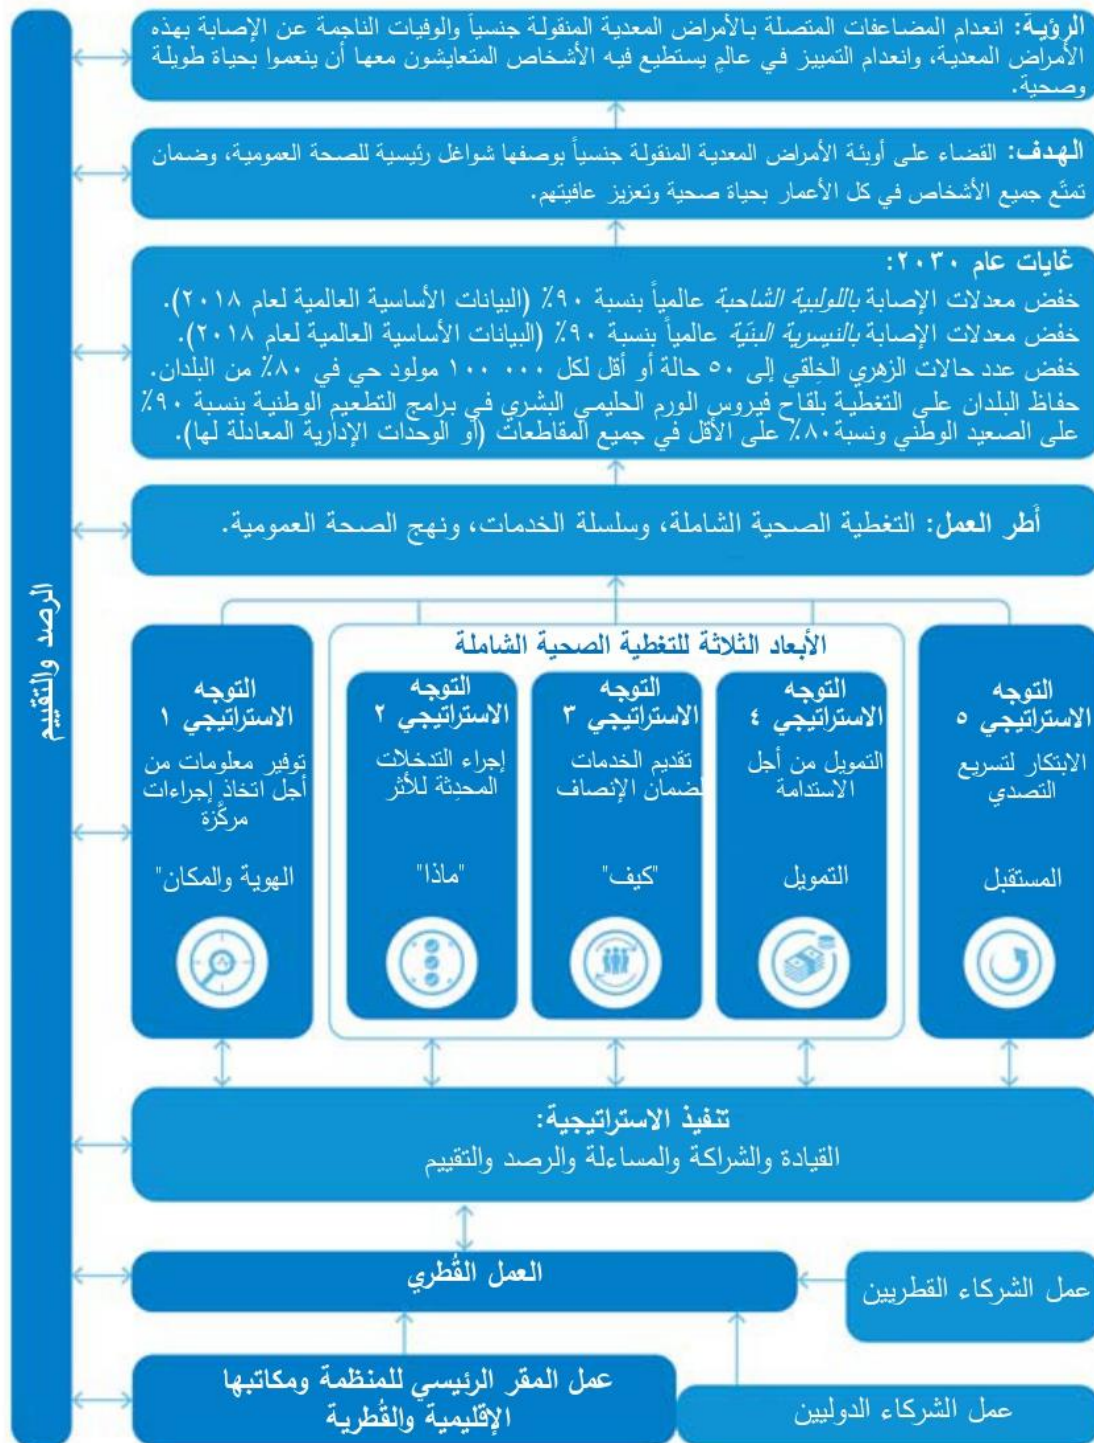 الرؤية: انعدام المضاعفات المتصلة بالأمراض المعدية المنقولة جنسياً والوفيات الناجمة عن الإصابة بهذه
الأمراض المعدية، وانعدام التمييز في عالمٍ يستطيع فيه الأشخاص المتعايشون معها أن ينعموا بحياة طويلة
وصحية.
الهدف: القضاء على أوبئة الأمراض المعدية المنقولة جنسياً بوصفها شواغل رئيسية للصحة العمومية، وضمان
تمتّع جميع الأشخاص في كل الأعمار بحياة صحية وتعزيز عافيتهم.
غايات عام ٢٠٣٠:
خفض معدلات الإصابة باللولبية الشاحبة عالمياً بنسبة ٩٠٪ (البيانات الأساسية العالمية لعام ٢٠١٨).
خفض معدلات الإصابة بالنيسرية البنّية عالمياً بنسبة ٩٠٪ (البيانات الأساسية العالمية لعام ٢٠١٨).
خفض عدد حالات الزهري الخِلقي إلى ٥٠ حالة أو أقل لكل ١٠٠ ٠٠٠ مولود حي في ٨٠٪ من البلدان.
حفاظ البلدان على التغطية بلقاح فيروس الورم الحليمي البشري في برامج التطعيم الوطنية بنسبة ٩٠٪
على الصعيد الوطني ونسبة ٨٠٪ على الأقل في جميع المقاطعات (أو الوحدات الإدارية المعادلة لها).
أُطر العمل: التغطية الصحية الشاملة، وسلسلة الخدمات، ونهج الصحة العمومية.
الرصد والتقييم
الأبعاد الثلاثة للتغطية الصحية الشاملة
التوجه
الاستراتيجي ١
توفير معلومات من
أجل اتخاذ إجراءات
مركَّزة
الهوية والمكان"
التوجه
الاستراتيجي ٢
إجراء التدخلات
المحدِثة للأثر
"ماذا"
التوجه
الاستراتيجي ٣
تقديم الخدمات
لضمان الإنصاف
"كيف"
التوجه
الاستراتيجي ٤
التمويل من أجل
الاستدامة
التمويل
التوجه
الاستراتيجي ٥
الابتكار لتسريع
التصدي
المستقبل
تنفيذ الاستراتيجية:
القيادة والشراكة والمساءلة والرصد والتقييم
العمل القُطري
عمل الشركاء القطريين
عمل المقر الرئيسي للمنظمة ومكاتبها
الإقليمية والقُطرية
عمل الشركاء الدوليين